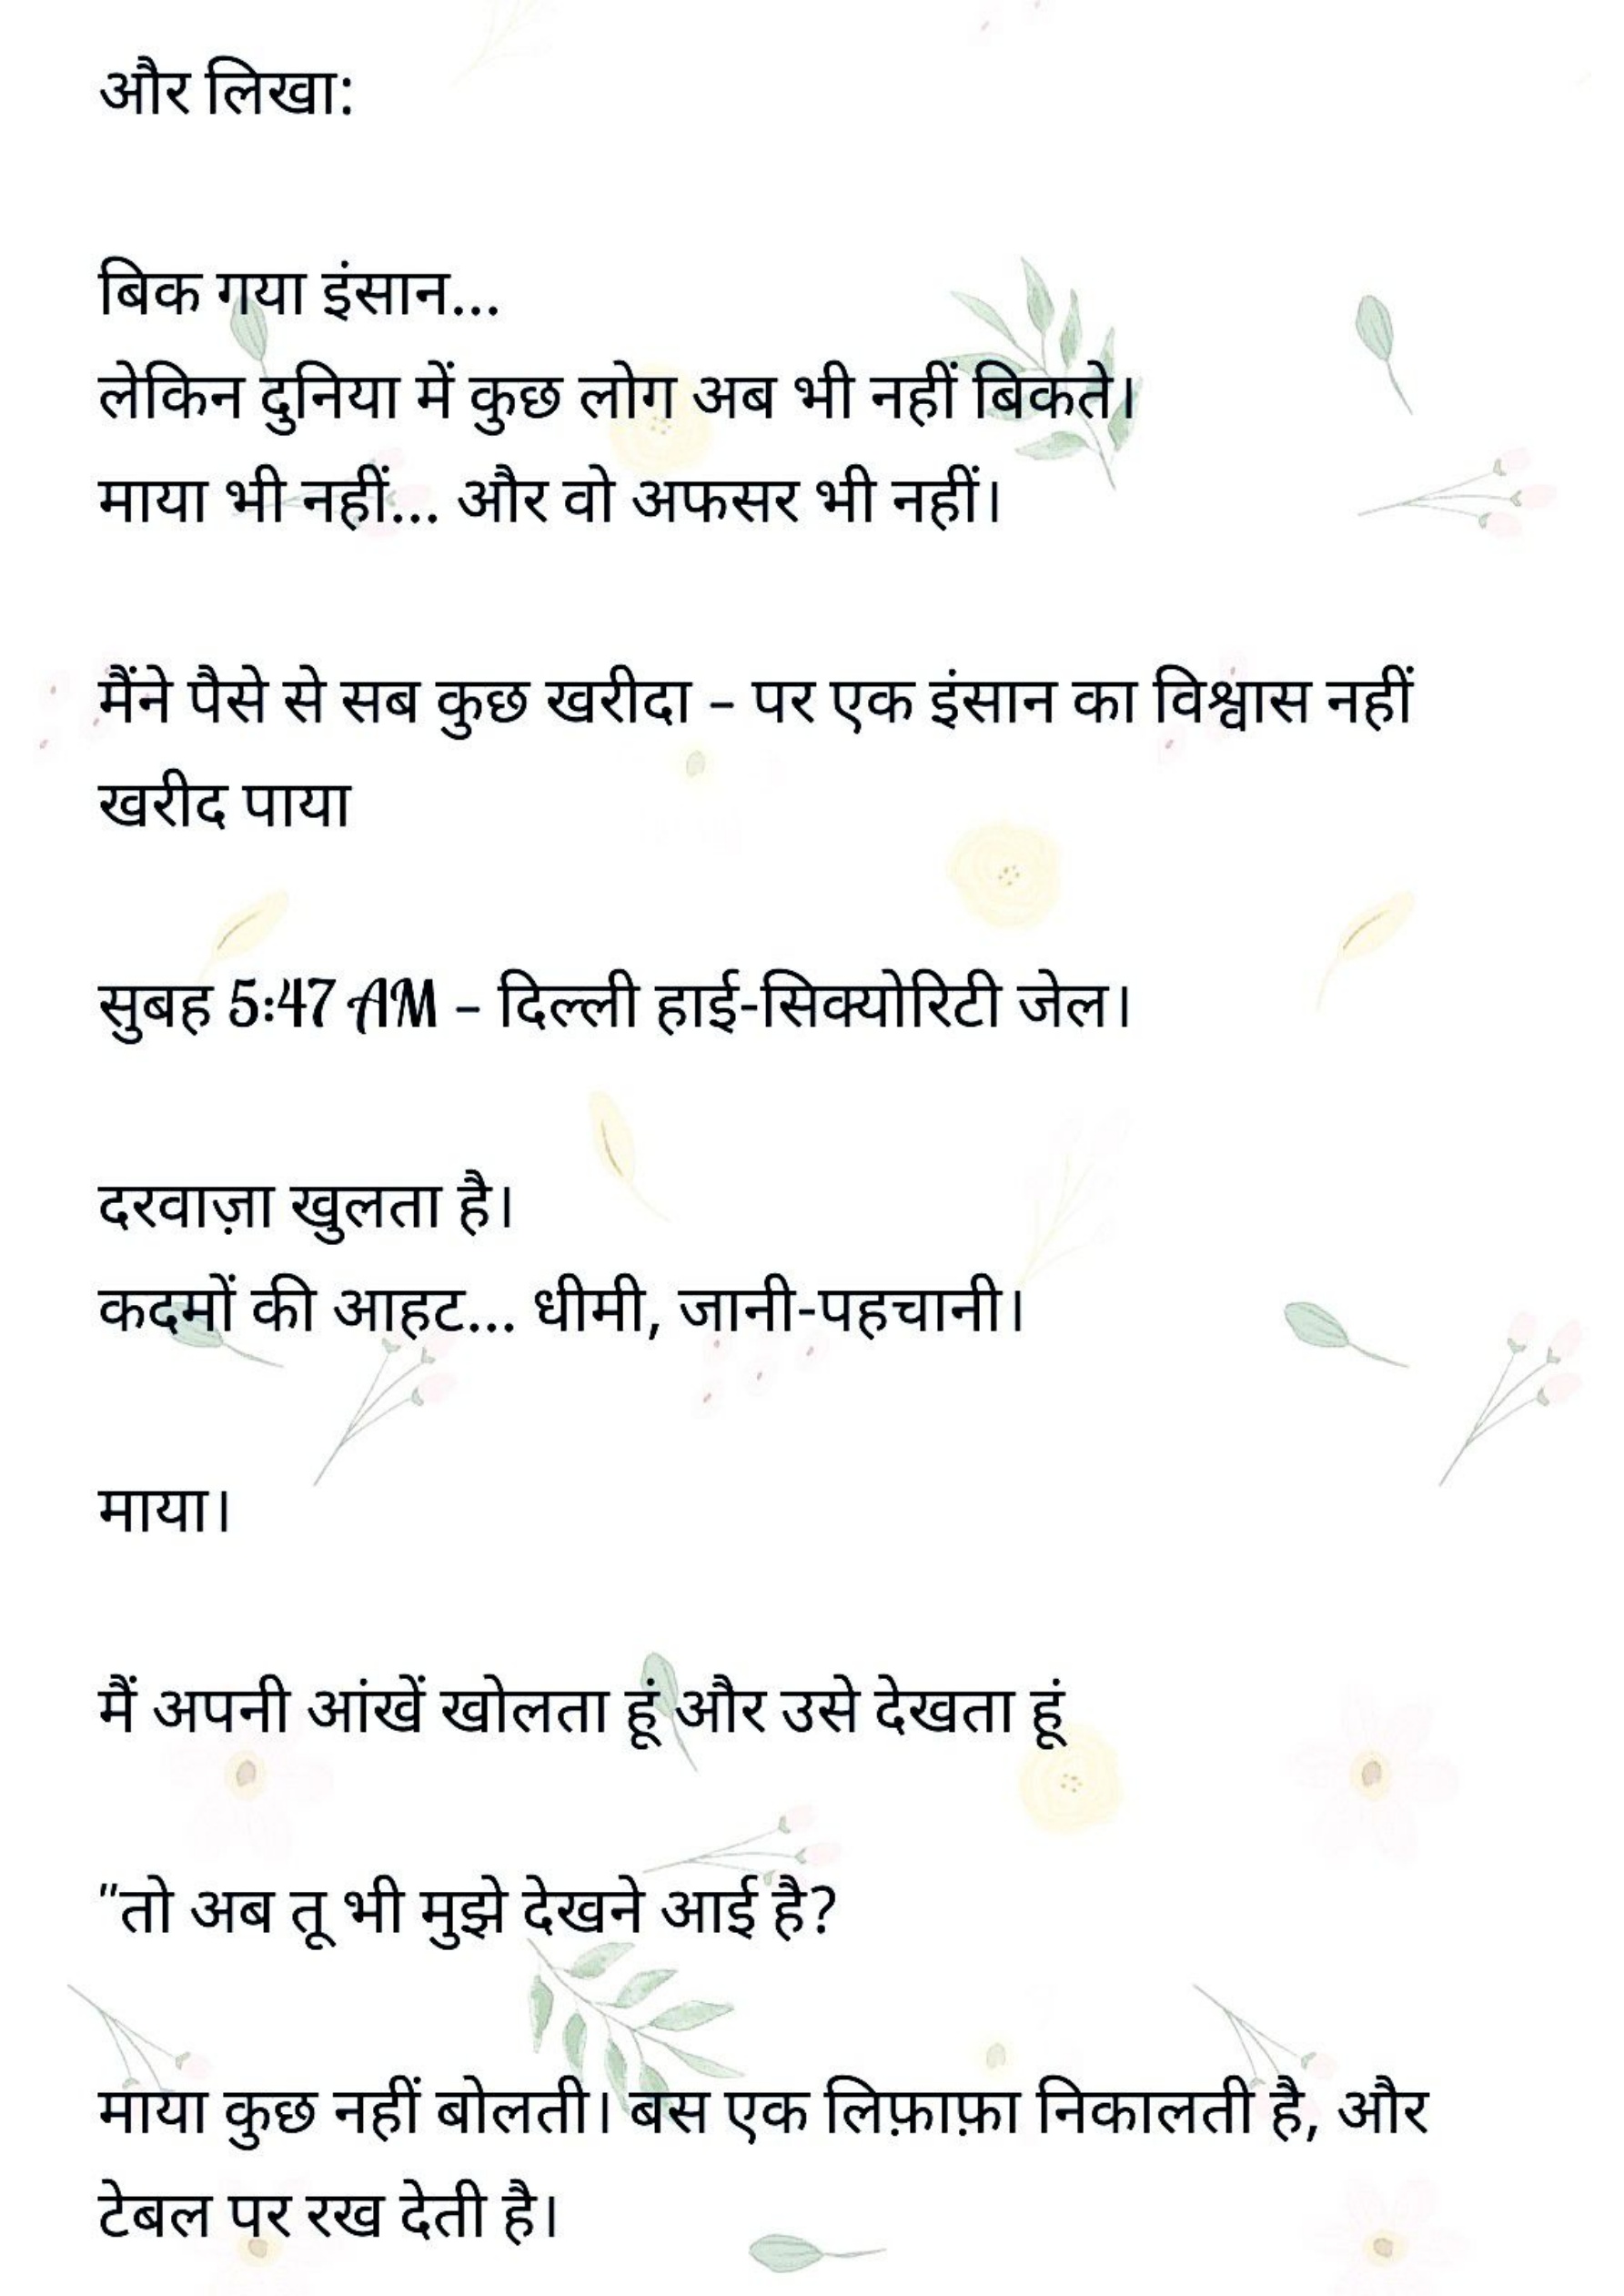 और लिखा:
बिक गया इंसान...
लेकिन दुनिया में कुछ लोग अब भी नहीं बिकते।
माया भी नहीं... और वो अफसर भी नहीं।
मैंने पैसे से सब कुछ खरीदा – पर एक इंसान का विश्वास नहीं
खरीद पाया
सुबह 5:47 AM – दिल्ली हाई-सिक्योरिटी जेल।
दरवाज़ा खुलता है।
कदमों की आहट... धीमी, जानी-पहचानी।
माया।
मैं अपनी आंखें खोलता हूं और उसे देखता हूं
"तो अब तू भी मुझे देखने आई है?
माया कुछ नहीं बोलती। बस एक लिफ़ाफ़ा निकालती है, और
टेबल पर रख देती है।